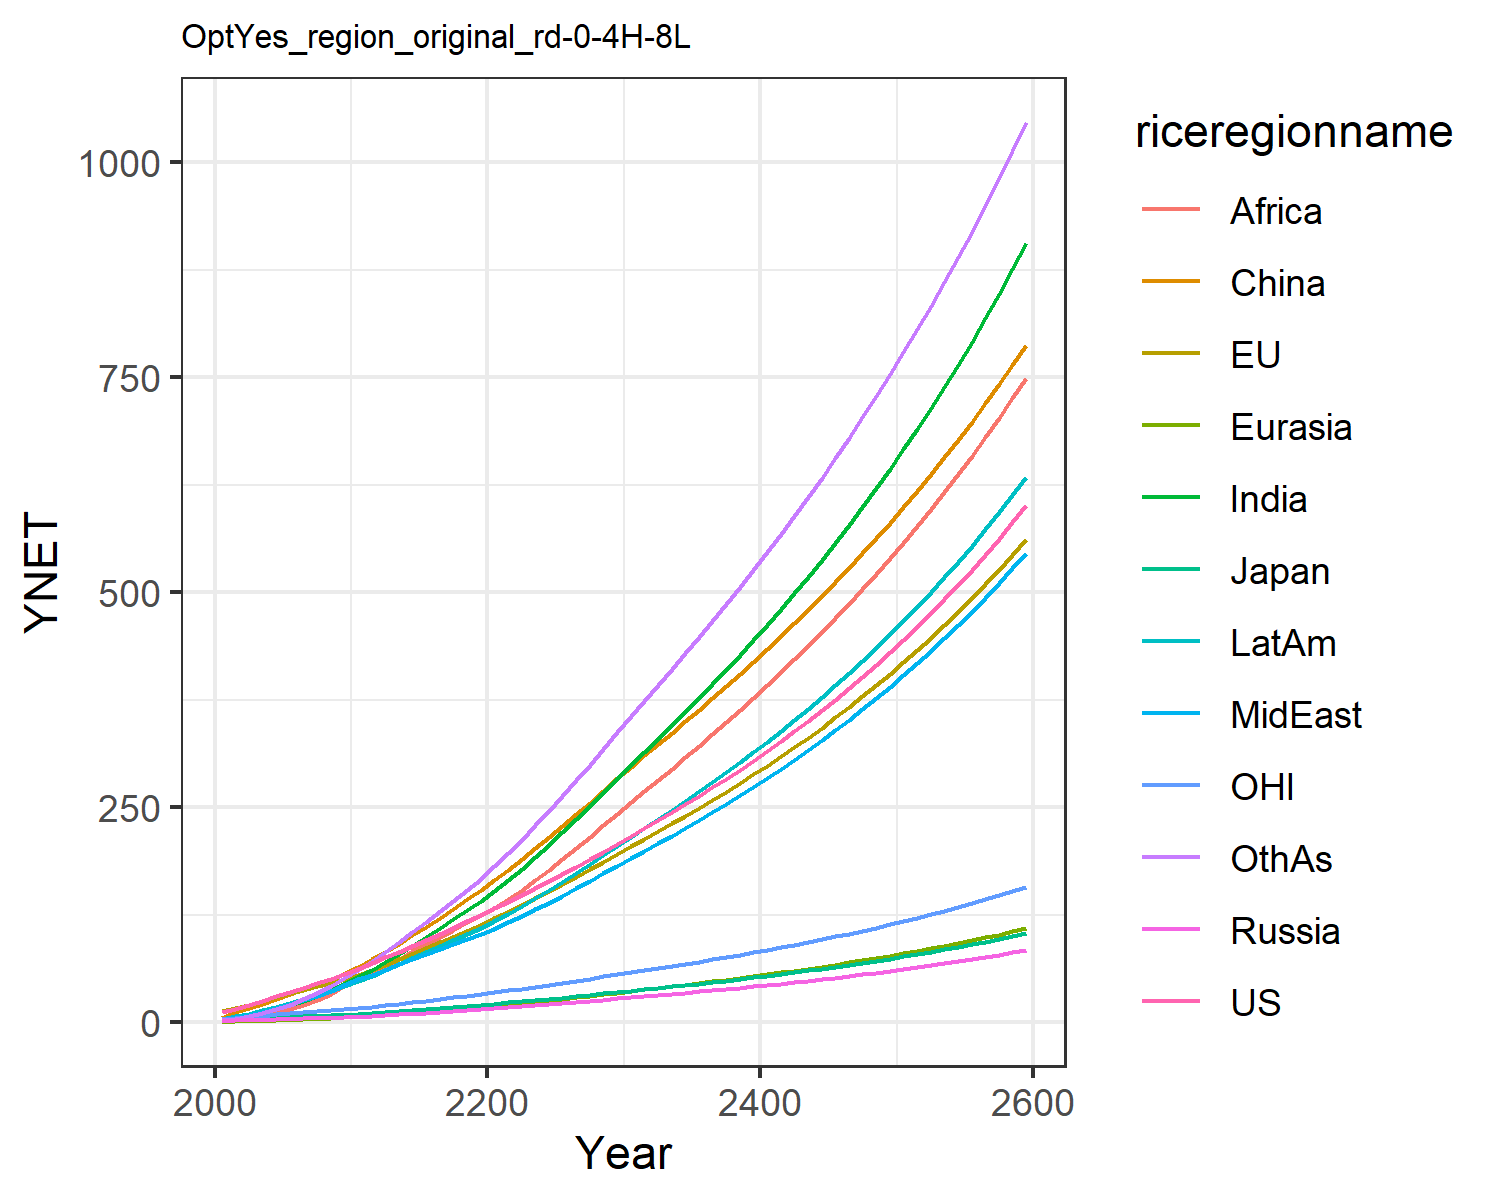 OptYes_region_original_rd-0-4H-8L
YNET
1000
750
500
250
0
2000 2200 2400 2600
Year
riceregionname
Africa
China
EU
Eurasia
India
Japan
LatAm
MidEast
OHI
OthAs
Russia
US